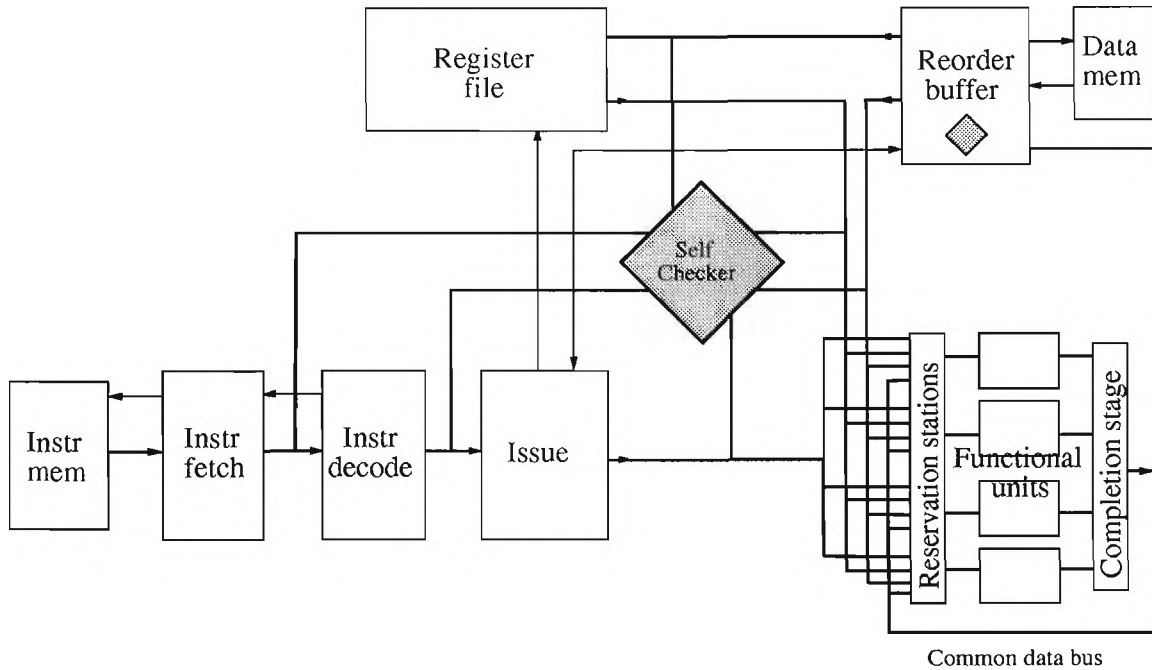 Register
file
Reorder
buffer
Data
mem
Self
Checker
Instr
mem
Instr
fetch
Instr
decode
Issue
Reservation stations
Functional
units
Completion stage
Common data bus